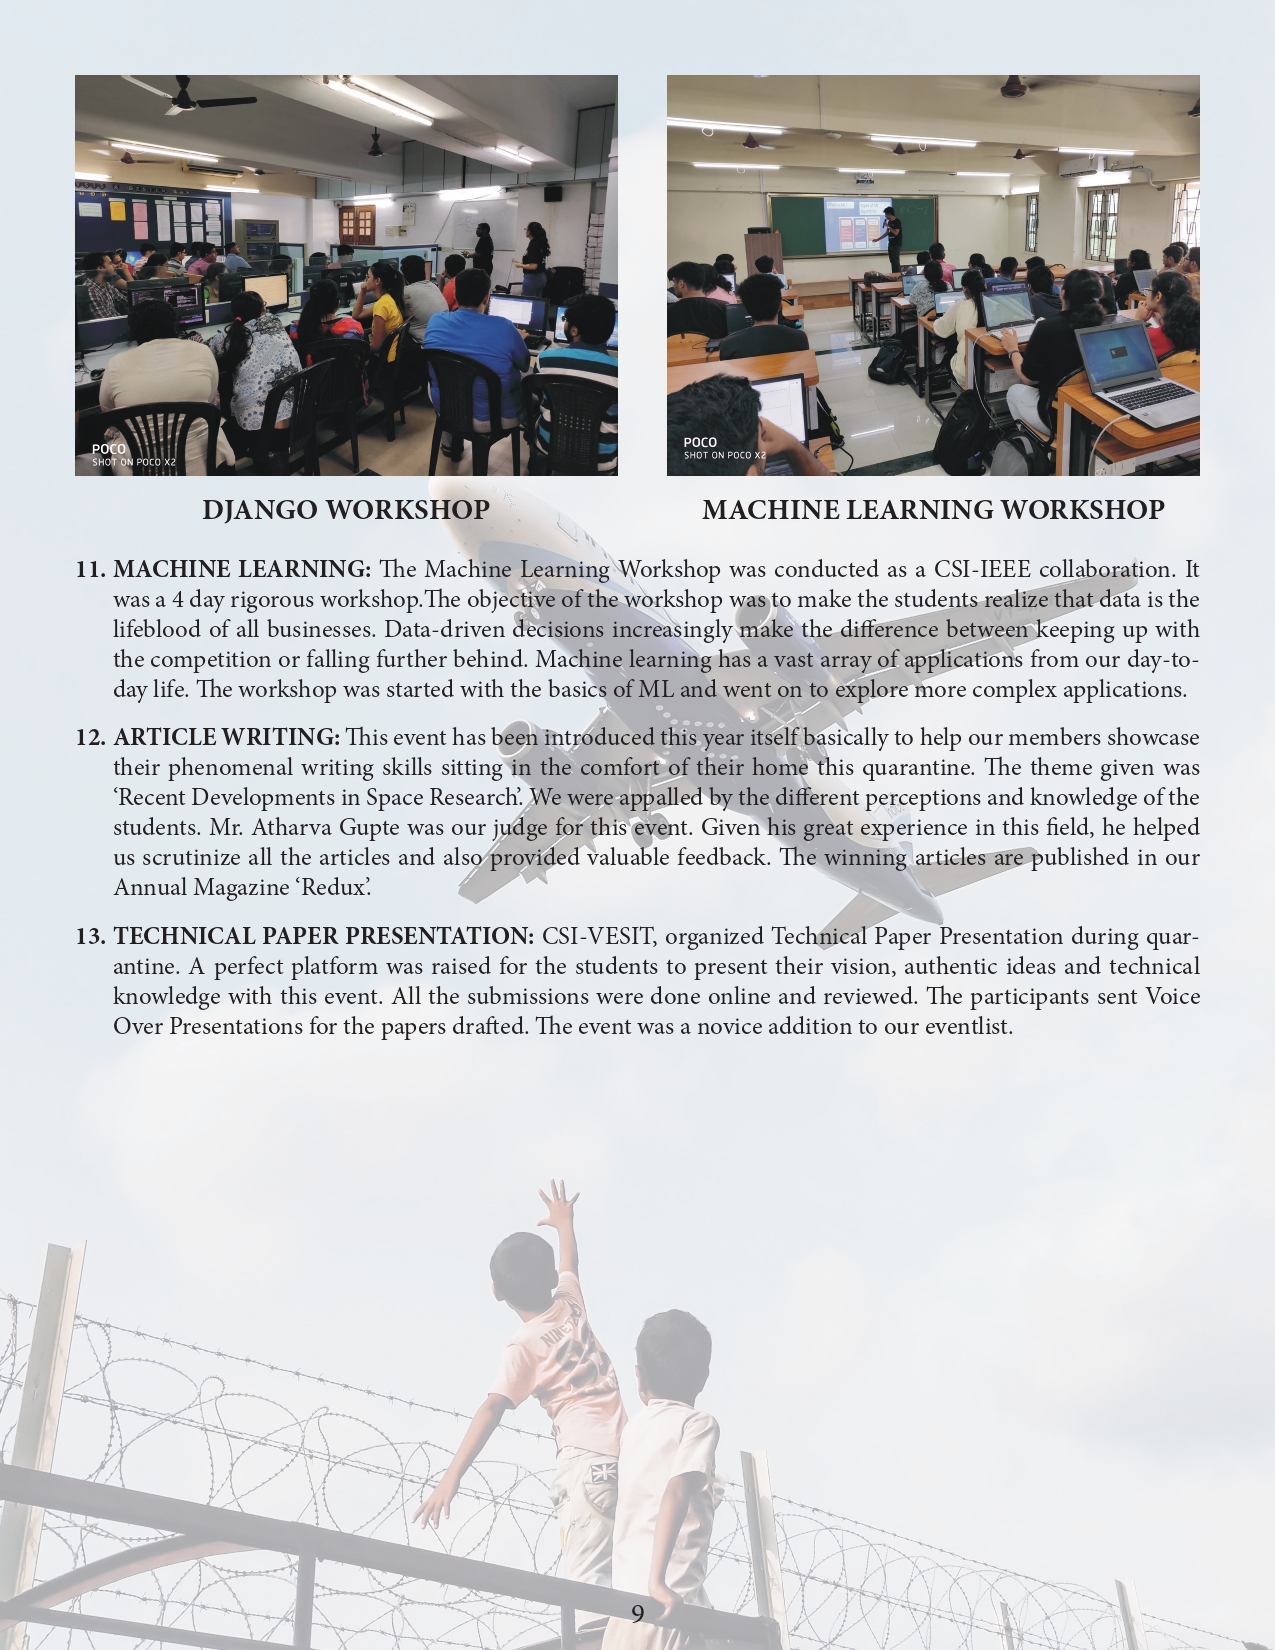 POCO
SHOT ON POCO X2
POCO
SHOT ON POCO X2
DJANGO WORKSHOP
MACHINE LEARNING WORKSHOP
11. MACHINE LEARNING: The Machine Learning Workshop was conducted as a CSI-IEEE collaboration. It
was a 4 day rigorous workshop.The objective of the workshop was to make the students realize that data is the
lifeblood of all businesses. Data-driven decisions increasingly make the difference between keeping up with
the competition or falling further behind. Machine learning has a vast array of applications from our day-to-
day life. The workshop was started with the basics of ML and went on to explore more complex applications.
12. ARTICLE WRITING: This event has been introduced this year itself basically to help our members showcase
their phenomenal writing skills sitting in the comfort of their home this quarantine. The theme given was
‘Recent Developments in Space Research’. We were appalled by the different perceptions and knowledge of the
students. Mr. Atharva Gupte was our judge for this event. Given his great experience in this field, he helped
us scrutinize all the articles and also provided valuable feedback. The winning articles are published in our
Annual Magazine ‘Redux’.
13. TECHNICAL PAPER PRESENTATION: CSI-VESIT, organized Technical Paper Presentation during quar-
antine. A perfect platform was raised for the students to present their vision, authentic ideas and technical
knowledge with this event. All the submissions were done online and reviewed. The participants sent Voice
Over Presentations for the papers drafted. The event was a novice addition to our eventlist.
9